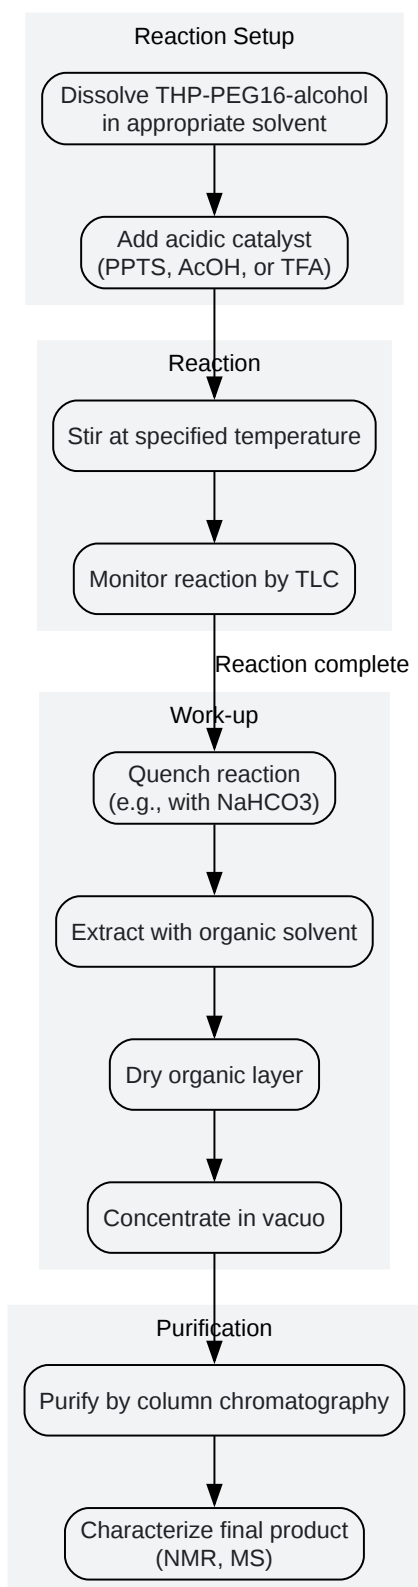 Reaction Setup
Dissolve THP-PEG16-alcohol
in appropriate solvent
Add acidic catalyst
(PPTS, AcOH, or TFA)
Reaction
Stir at specified temperature
Monitor reaction by TLC
Reaction complete
Work-up
Quench reaction
(e.g., with NaHCO3)
Extract with organic solvent
Dry organic layer
Concentrate in vacuo
Purification
Purify by column chromatography
Characterize final product
(NMR, MS)